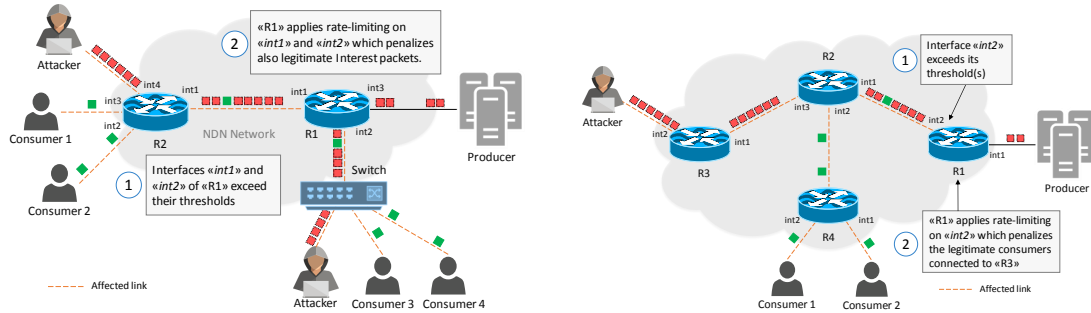 Attacker
int4
int3
Consumer 1
int2
Consumer 2
R2
int1
NDN Network
2
«R1» applies rate-limiting on
«int1» and «int2» which penalizes
also legitimate Interest packets.
int1
int3
R1
int2
Producer
1
Interfaces «int1» and
«int2» of «R1» exceed
their thresholds
Switch
Attacker
Consumer 3
Consumer 4
Affected link
Attacker
int2
int1
R3
R2
int1
int3
int2
1
Interface «int2»
exceeds its
threshold(s)
int2
int1
R1
Producer
int2
int1
R4
2
«R1» applies rate-limiting
on «int2» which penalizes
the legitimate consumers
connected to «R3»
Consumer 1
Consumer 2
Affected link